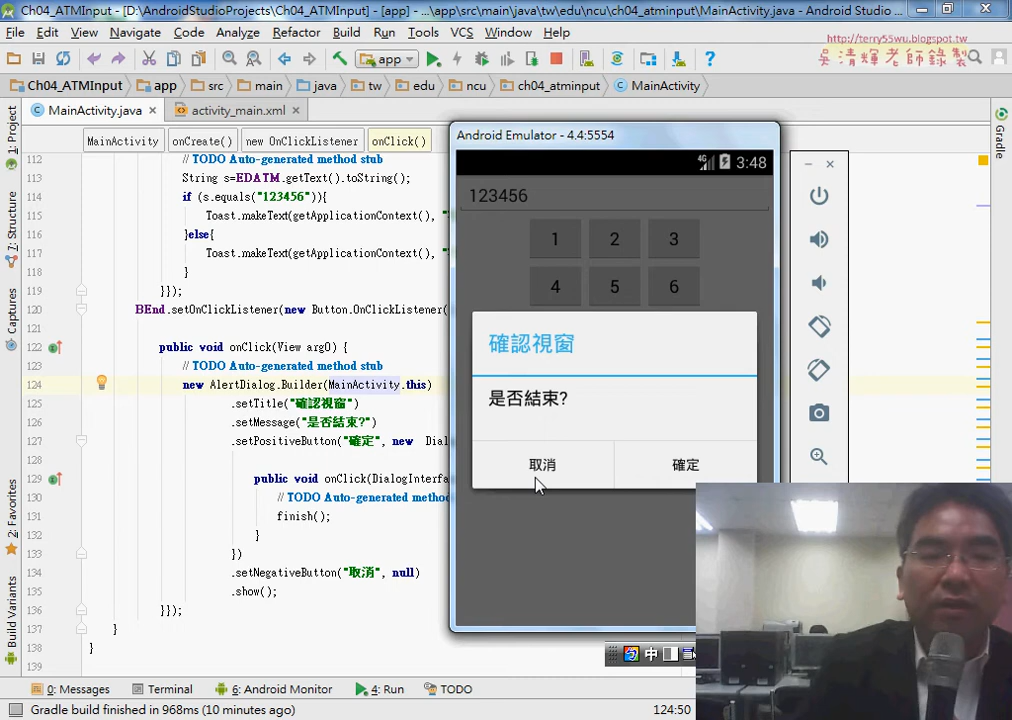 Ch04_ATMInput - [D:\AndroidStudioProjects\Ch04_ATMInput] - [app] - ...\app\src\main\java\tw\edu\ncu\ch04_atminput\MainActivity.java - Android Studio ...
File Edit View Navigate Code Analyze Refactor Build Run Tools VCS Window Help
http://terry55wu.blogspot.tw
吳清輝老師錄製
app
Ch04_ATMInput app src main java tw edu ncu ch04_atminput MainActivity
MainActivity.java activity_main.xml
MainActivity onCreate() new OnClickListener onClick()
1: Project
7: Structure
Captures
2: Favorites
Build Variants
Gradle
112 // TODO Auto-generated method stub
113 String s=EDATM.getText().toString();
114 if (s.equals("123456")){
115 Toast.makeText(getApplicationContext(),
116 }else{
117 Toast.makeText(getApplicationContext(),
118 }
119 }});
120 BEnd.setOnClickListener(new Button.OnClickListener(
121
122 public void onClick(View arg0) {
123 // TODO Auto-generated method stub
124 new AlertDialog.Builder(MainActivity.this)
125 .setTitle("確認視窗")
126 .setMessage("是否結束?")
127 .setPositiveButton("確定", new Dial
128
129 public void onClick(DialogInterfa
130 // TODO Auto-generated method
131 finish();
132 }
133 })
134 .setNegativeButton("取消", null)
135 .show();
136 }});
137 }
138 }
139
Android Emulator - 4.4:5554
4G 3:48
123456
1 2 3
4 5 6
確認視窗
是否結束?
取消 確定
中
0: Messages Terminal 6: Android Monitor 4: Run TODO
Gradle build finished in 968ms (10 minutes ago) 124:50